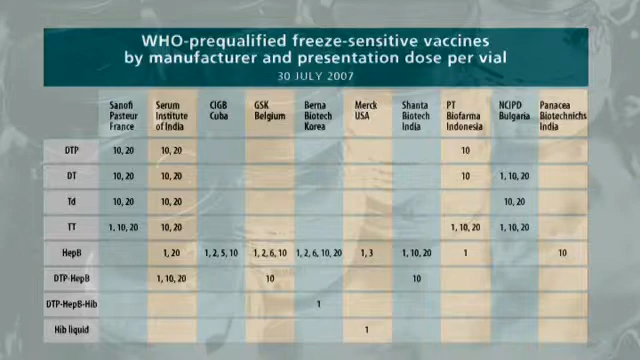 WHO-prequalified freeze-sensitive vaccines
by manufacturer and presentation dose per vial
30 JULY 2007
Sanofi Pasteur France Serum Institute of India CIGB Cuba GSK Belgium Berna Biotech Korea Merck USA Shanta Biotech India PT Biofarma Indonesia NCIPD Bulgaria Panacea Biotechnichs India
DTP 10, 20 10, 20 10
DT 10, 20 10, 20 10 1, 10, 20
Td 10, 20 10, 20 10, 20
TT 1, 10, 20 10, 20 1, 10, 20 1, 10, 20
HepB 1, 20 1, 2, 5, 10 1, 2, 6, 10 1, 2, 6, 10, 20 1, 3 1, 10, 20 1 10
DTP-HepB 1, 10, 20 10 10
DTP-HepB-Hib 1
Hib liquid 1